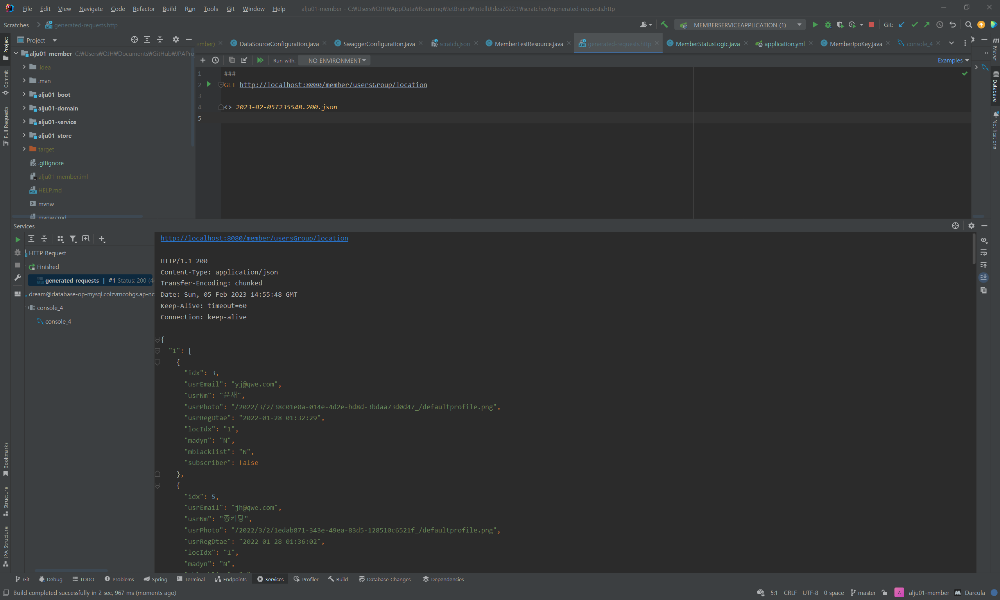 File Edit View Navigate Code Refactor Build Run Tools Git Window Help alju01-member - C:₩Users₩OJH₩AppData₩Roaming₩JetBrains₩IntelliJIdea2022.1₩scratches₩generated-requests.http
Scratches generated-requests.http MEMBERSERVICEAPPLICATION (1) Git:
Project
ember) DataSourceConfiguration.java SwaggerConfiguration.java scratch.json MemberTestResource.java generated-requests.http MemberStatusLogic.java application.yml MemberJpoKey.java console_4
Run with: NO ENVIRONMENT Examples
alju01-member C:₩Users₩OJH₩Documents₩GitHub₩JPAProj
.idea
.mvn
alju01-boot
alju01-domain
alju01-service
alju01-store
target
.gitignore
alju01-member.iml
HELP.md
mvnw
mvnw.cmd
1 ###
2 GET http://localhost:8080/member/usersGroup/location
3
4 <> 2023-02-05T235548.200.json
5
Project
Commit
Pull Requests
Bookmarks
Structure
JPA Structure
Maven
Database
Notifications
Services
HTTP Request
Finished
generated-requests | #1 Status: 200 (4
dream@database-op-mysql.colzvrncohgs.ap-no
console_4
console_4
http://localhost:8080/member/usersGroup/location
HTTP/1.1 200
Content-Type: application/json
Transfer-Encoding: chunked
Date: Sun, 05 Feb 2023 14:55:48 GMT
Keep-Alive: timeout=60
Connection: keep-alive
{
"1": [
{
"idx": 3,
"usrEmail": "yj@qwe.com",
"usrNm": "윤재",
"usrPhoto": "/2022/3/2/38c01e0a-014e-4d2e-bd8d-3bdaa73d0d47_/defaultprofile.png",
"usrRegDtae": "2022-01-28 01:32:29",
"locIdx": "1",
"madyn": "N",
"mblacklist": "N",
"subscriber": false
},
{
"idx": 5,
"usrEmail": "jh@qwe.com",
"usrNm": "종키당",
"usrPhoto": "/2022/3/2/1edab871-343e-49ea-83d5-128510c6521f_/defaultprofile.png",
"usrRegDtae": "2022-01-28 01:36:02",
"locIdx": "1",
"madyn": "N",
Git Debug TODO Problems Spring Terminal Endpoints Services Profiler Build Database Changes Dependencies
Build completed successfully in 2 sec, 967 ms (moments ago) 5:1 CRLF UTF-8 0 space master A alju01-member Darcula